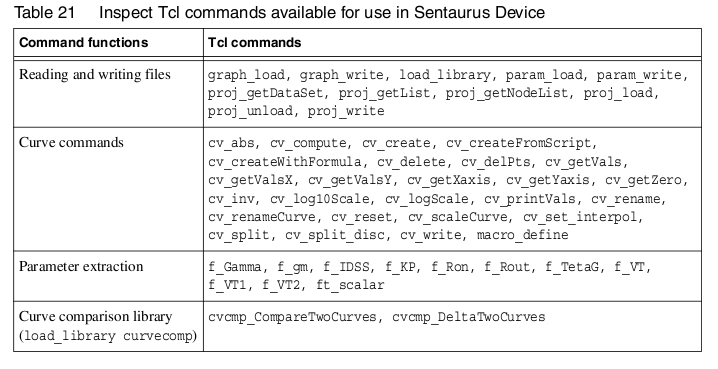 Table 21 Inspect Tcl commands available for use in Sentaurus Device
Command functions Tcl commands
Reading and writing files graph_load, graph_write, load_library, param_load, param_write,
proj_getDataSet, proj_getList, proj_getNodeList, proj_load,
proj_unload, proj_write
Curve commands cv_abs, cv_compute, cv_create, cv_createFromScript,
cv_createWithFormula, cv_delete, cv_delPts, cv_getVals,
cv_getValsX, cv_getValsY, cv_getXaxis, cv_getYaxis, cv_getZero,
cv_inv, cv_log10Scale, cv_logScale, cv_printVals, cv_rename,
cv_renameCurve, cv_reset, cv_scaleCurve, cv_set_interpol,
cv_split, cv_split_disc, cv_write, macro_define
Parameter extraction f_Gamma, f_gm, f_IDSS, f_KP, f_Ron, f_Rout, f_TetaG, f_VT,
f_VT1, f_VT2, ft_scalar
Curve comparison library cvcmp_CompareTwoCurves, cvcmp_DeltaTwoCurves
(load_library curvecomp)